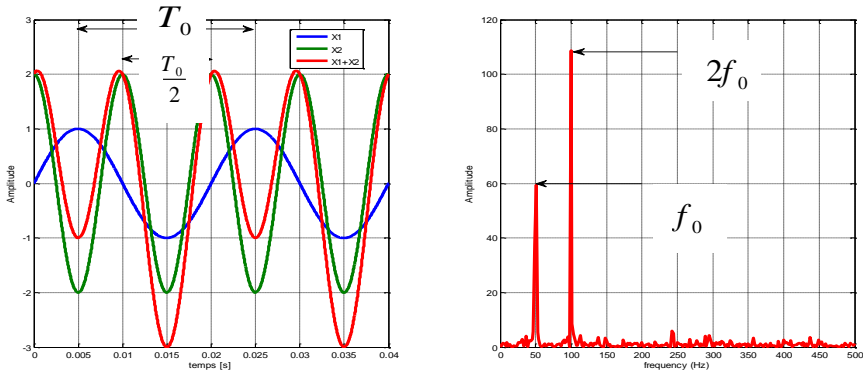 T₀
T₀/2
X1
X2
X1+X2
3
2
1
0
-1
-2
-3
Amplitude
0 0.005 0.01 0.015 0.02 0.025 0.03 0.035 0.04
temps [s]
120
100
80
60
40
20
0
Amplitude
2f₀
f₀
0 50 100 150 200 250 300 350 400 450 500
frequency (Hz)